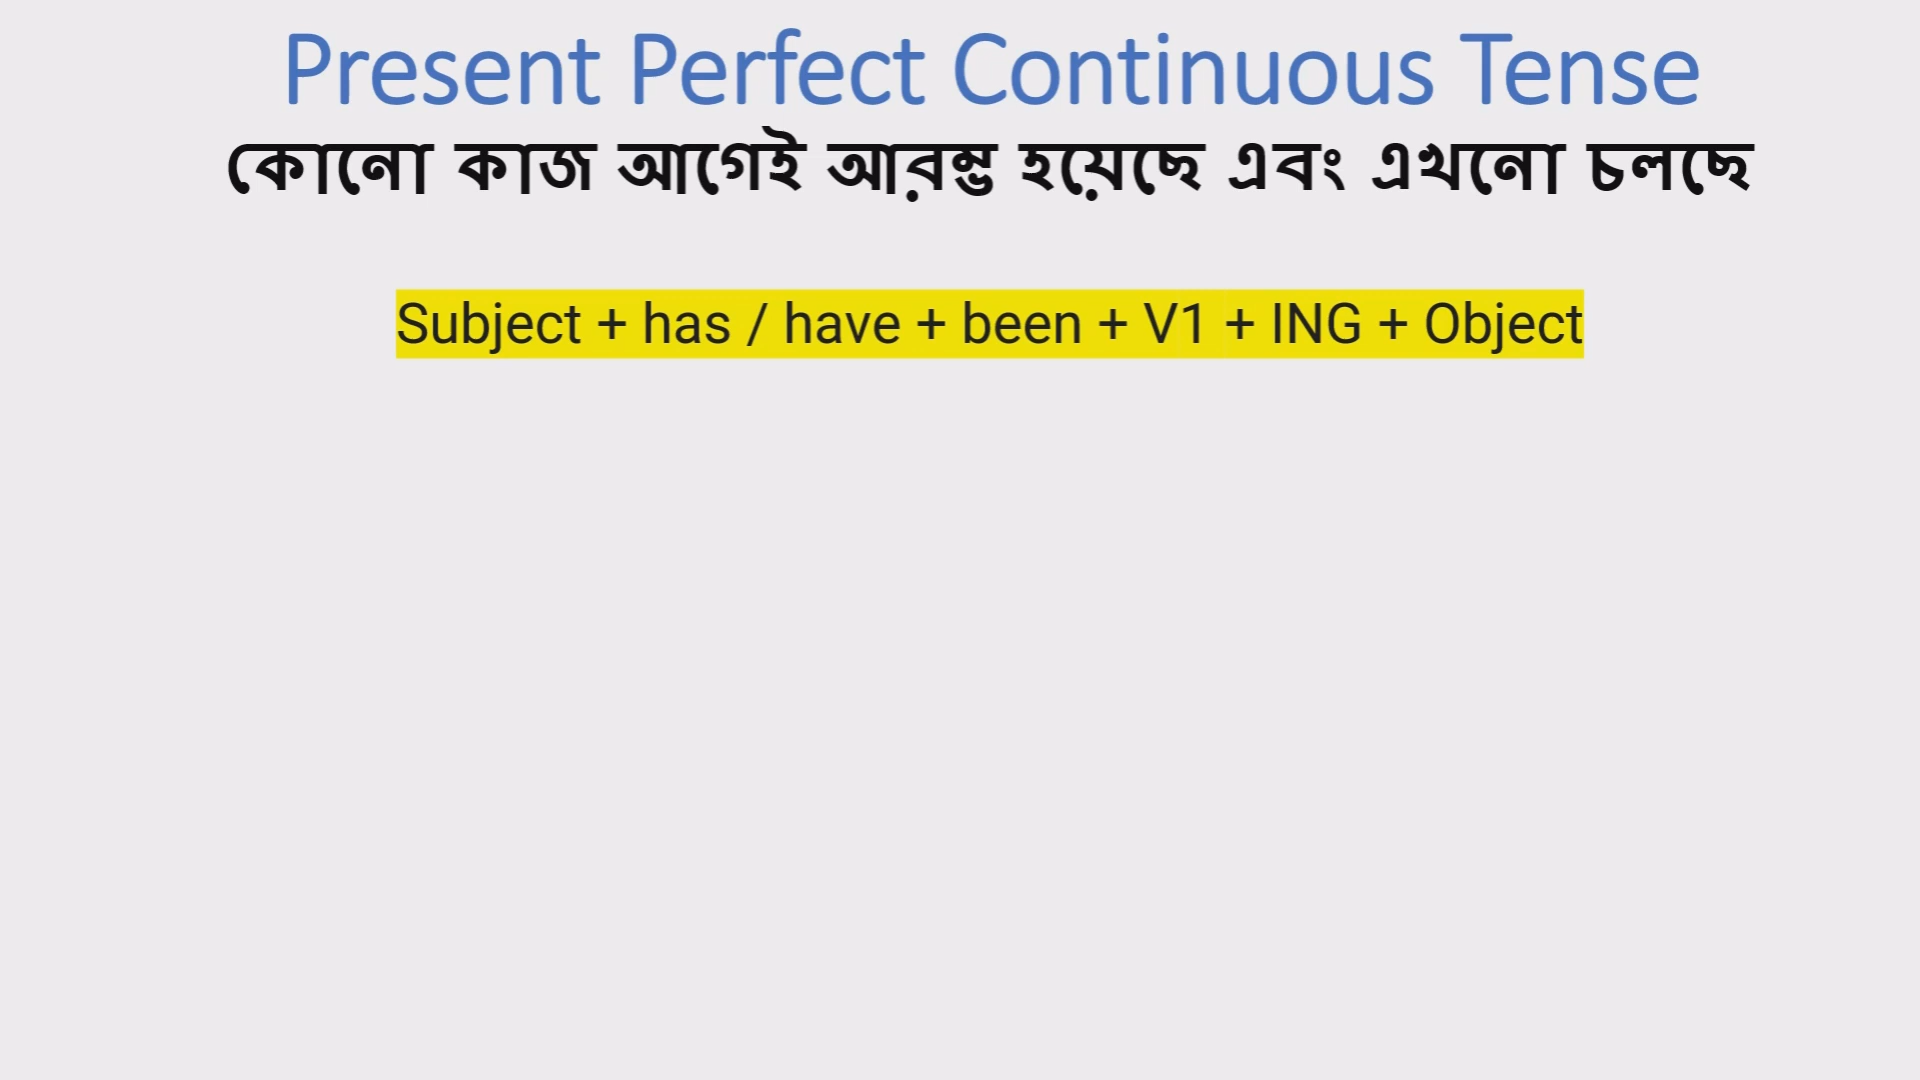 Present Perfect Continuous Tense
কোনো কাজ আগেই আরম্ভ হয়েছে এবং এখনো চলছে
Subject + has / have + been + V1 + ING + Object